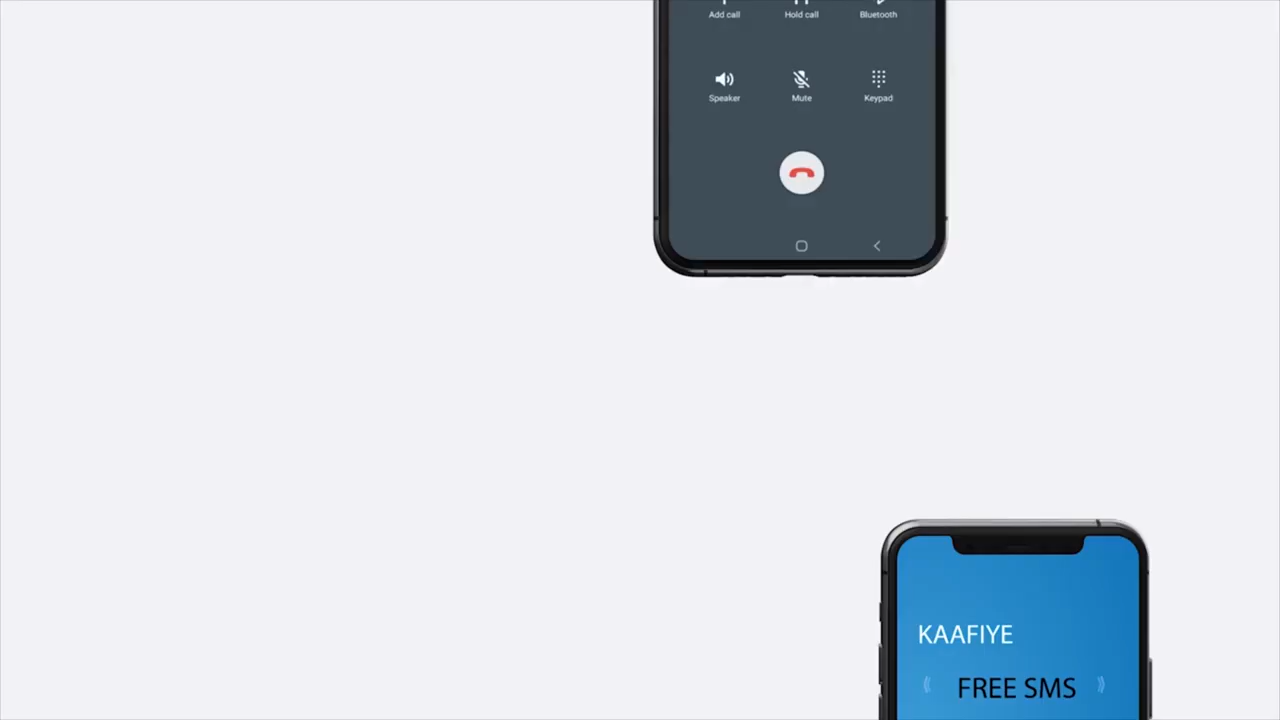 Add call Hold call Bluetooth
Speaker Mute Keypad
KAAFIYE
FREE SMS